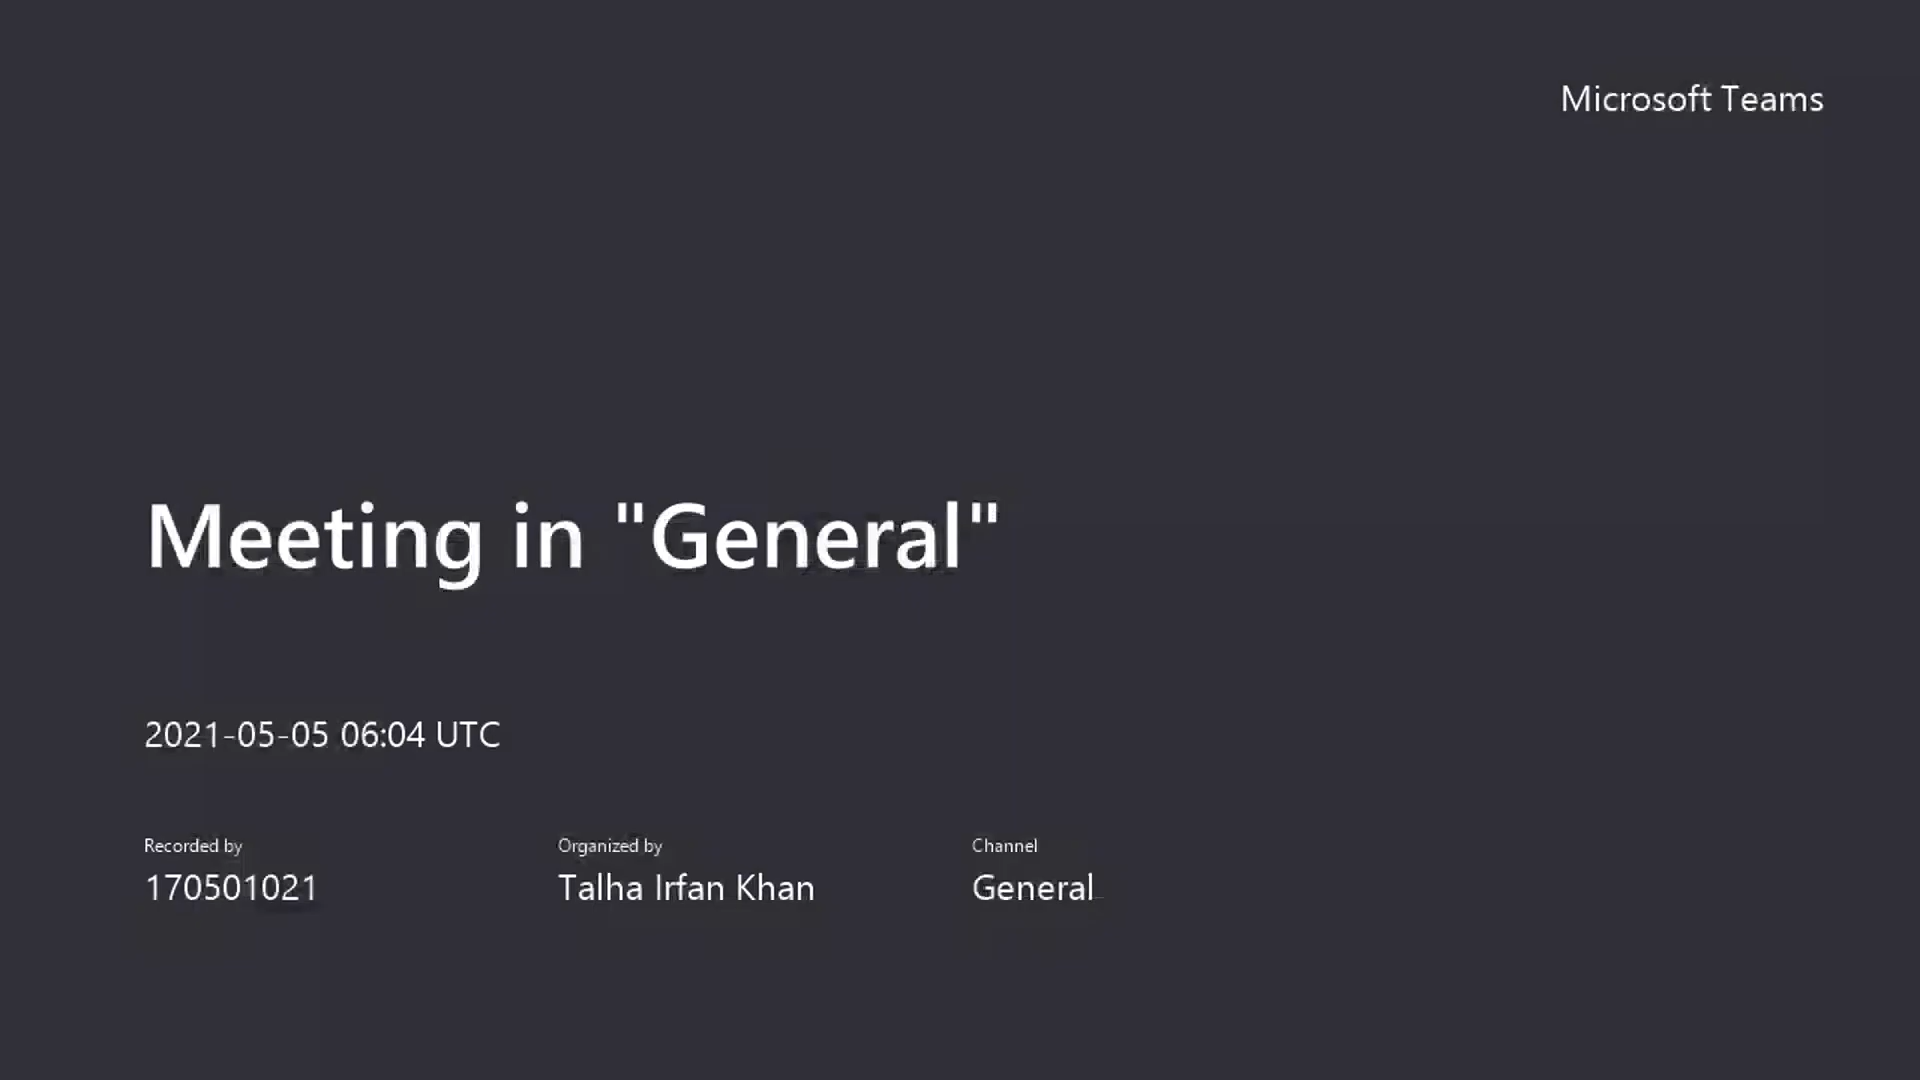 Microsoft Teams
Meeting in "General"
2021-05-05 06:04 UTC
Recorded by
170501021
Organized by
Talha Irfan Khan
Channel
General